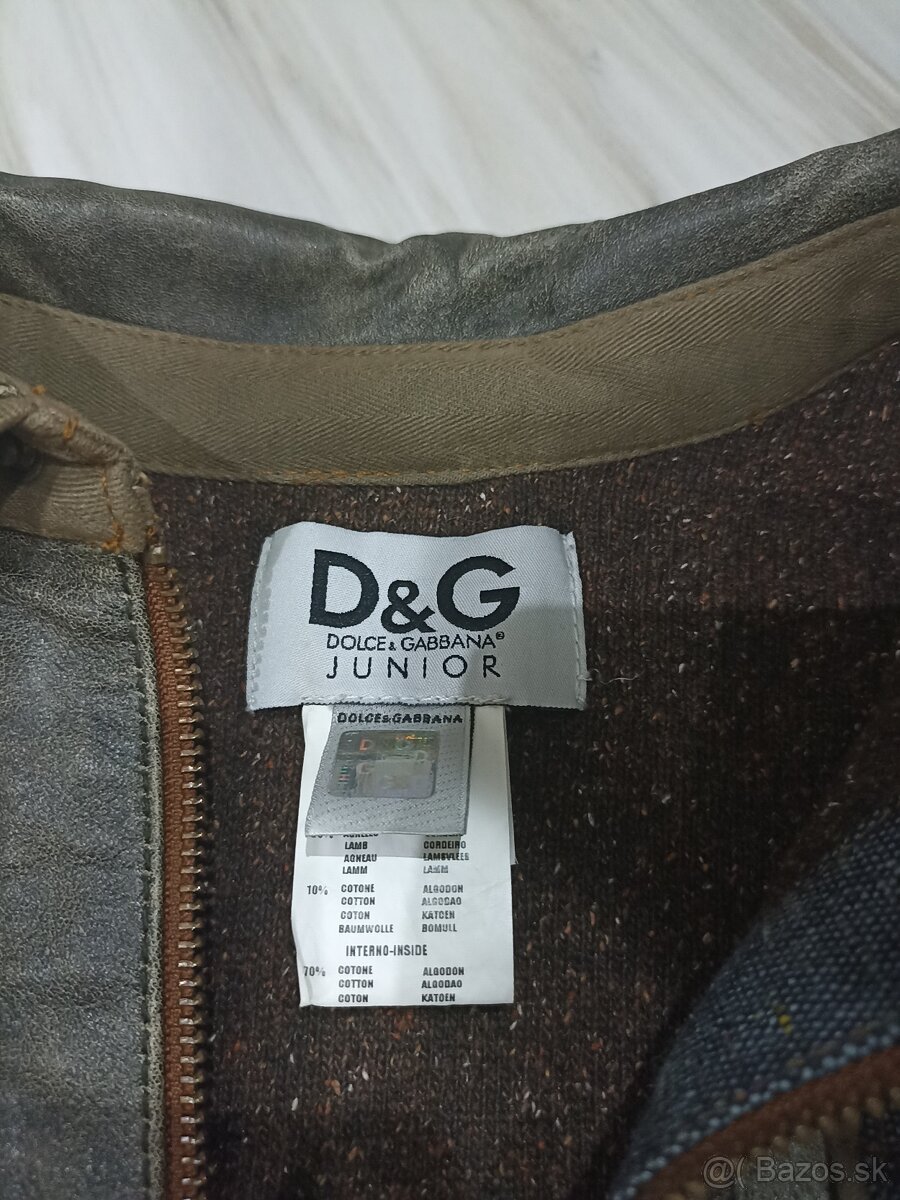 D&G
DOLCE & GABBANA®
JUNIOR
DOLCE&GABBANA
LAMB CORDEIRO
AGNEAU LAMSVLEES
LAMM LAMM
10% COTONE ALGODON
COTTON ALGODAO
COTON KATOEN
BAUMWOLLE BOMULL
INTERNO-INSIDE
70% COTONE ALGODON
COTTON ALGODAO
COTON KATOEN
@( Bazos.sk